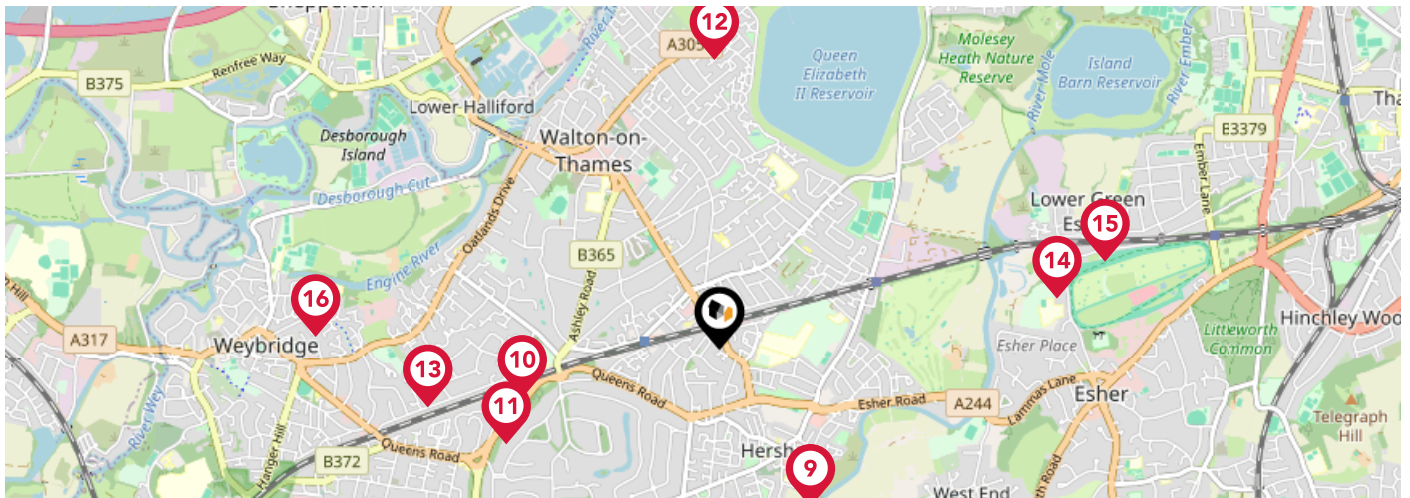 Shepperton
12
A305
Queen
Elizabeth
II Reservoir
Molesey
Heath Nature
Reserve
Island
Barn Reservoir
River Mole
River Ember
B375
Renfree Way
Lower Halliford
Desborough
Island
Walton-on-
Thames
E3379
Desborough Cut
Ember Lane
Lower Green
15
Oatlands Drive
B365
Engine River
14
16
Ashley Road
A317
Weybridge
Hinchley Woo
Littleworth
Common
Esher Place
13
10
11
Queens Road
Esher Road
A244
Lammas Lane
Esher
River Wey
Hanger Hill
Queens Road
B372
Hersh
9
Telegraph
Hill
West End